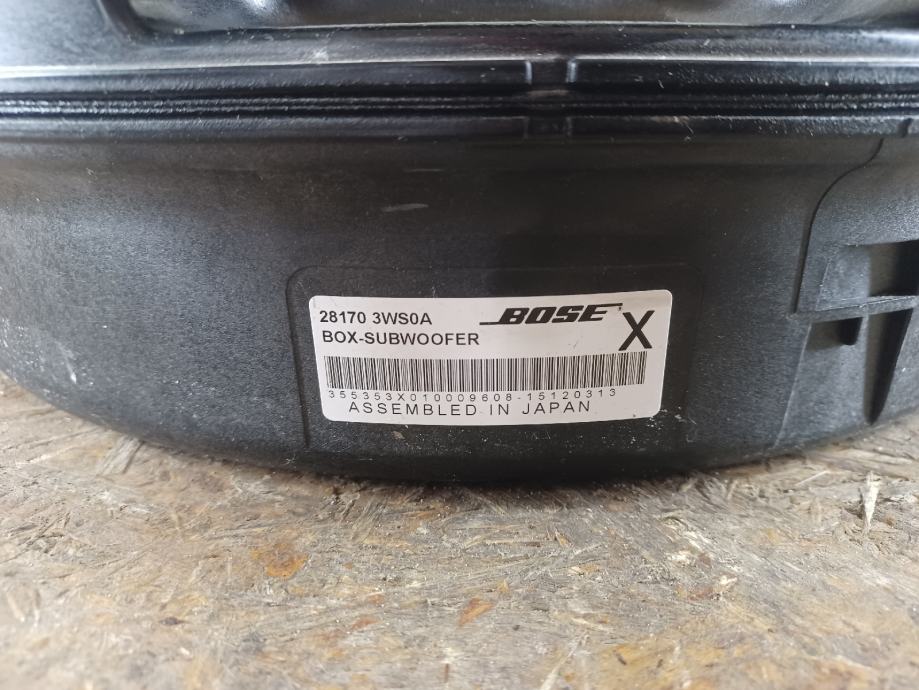 28170 3WS0A BOSE X
BOX-SUBWOOFER
355353X010009608-15120313
ASSEMBLED IN JAPAN